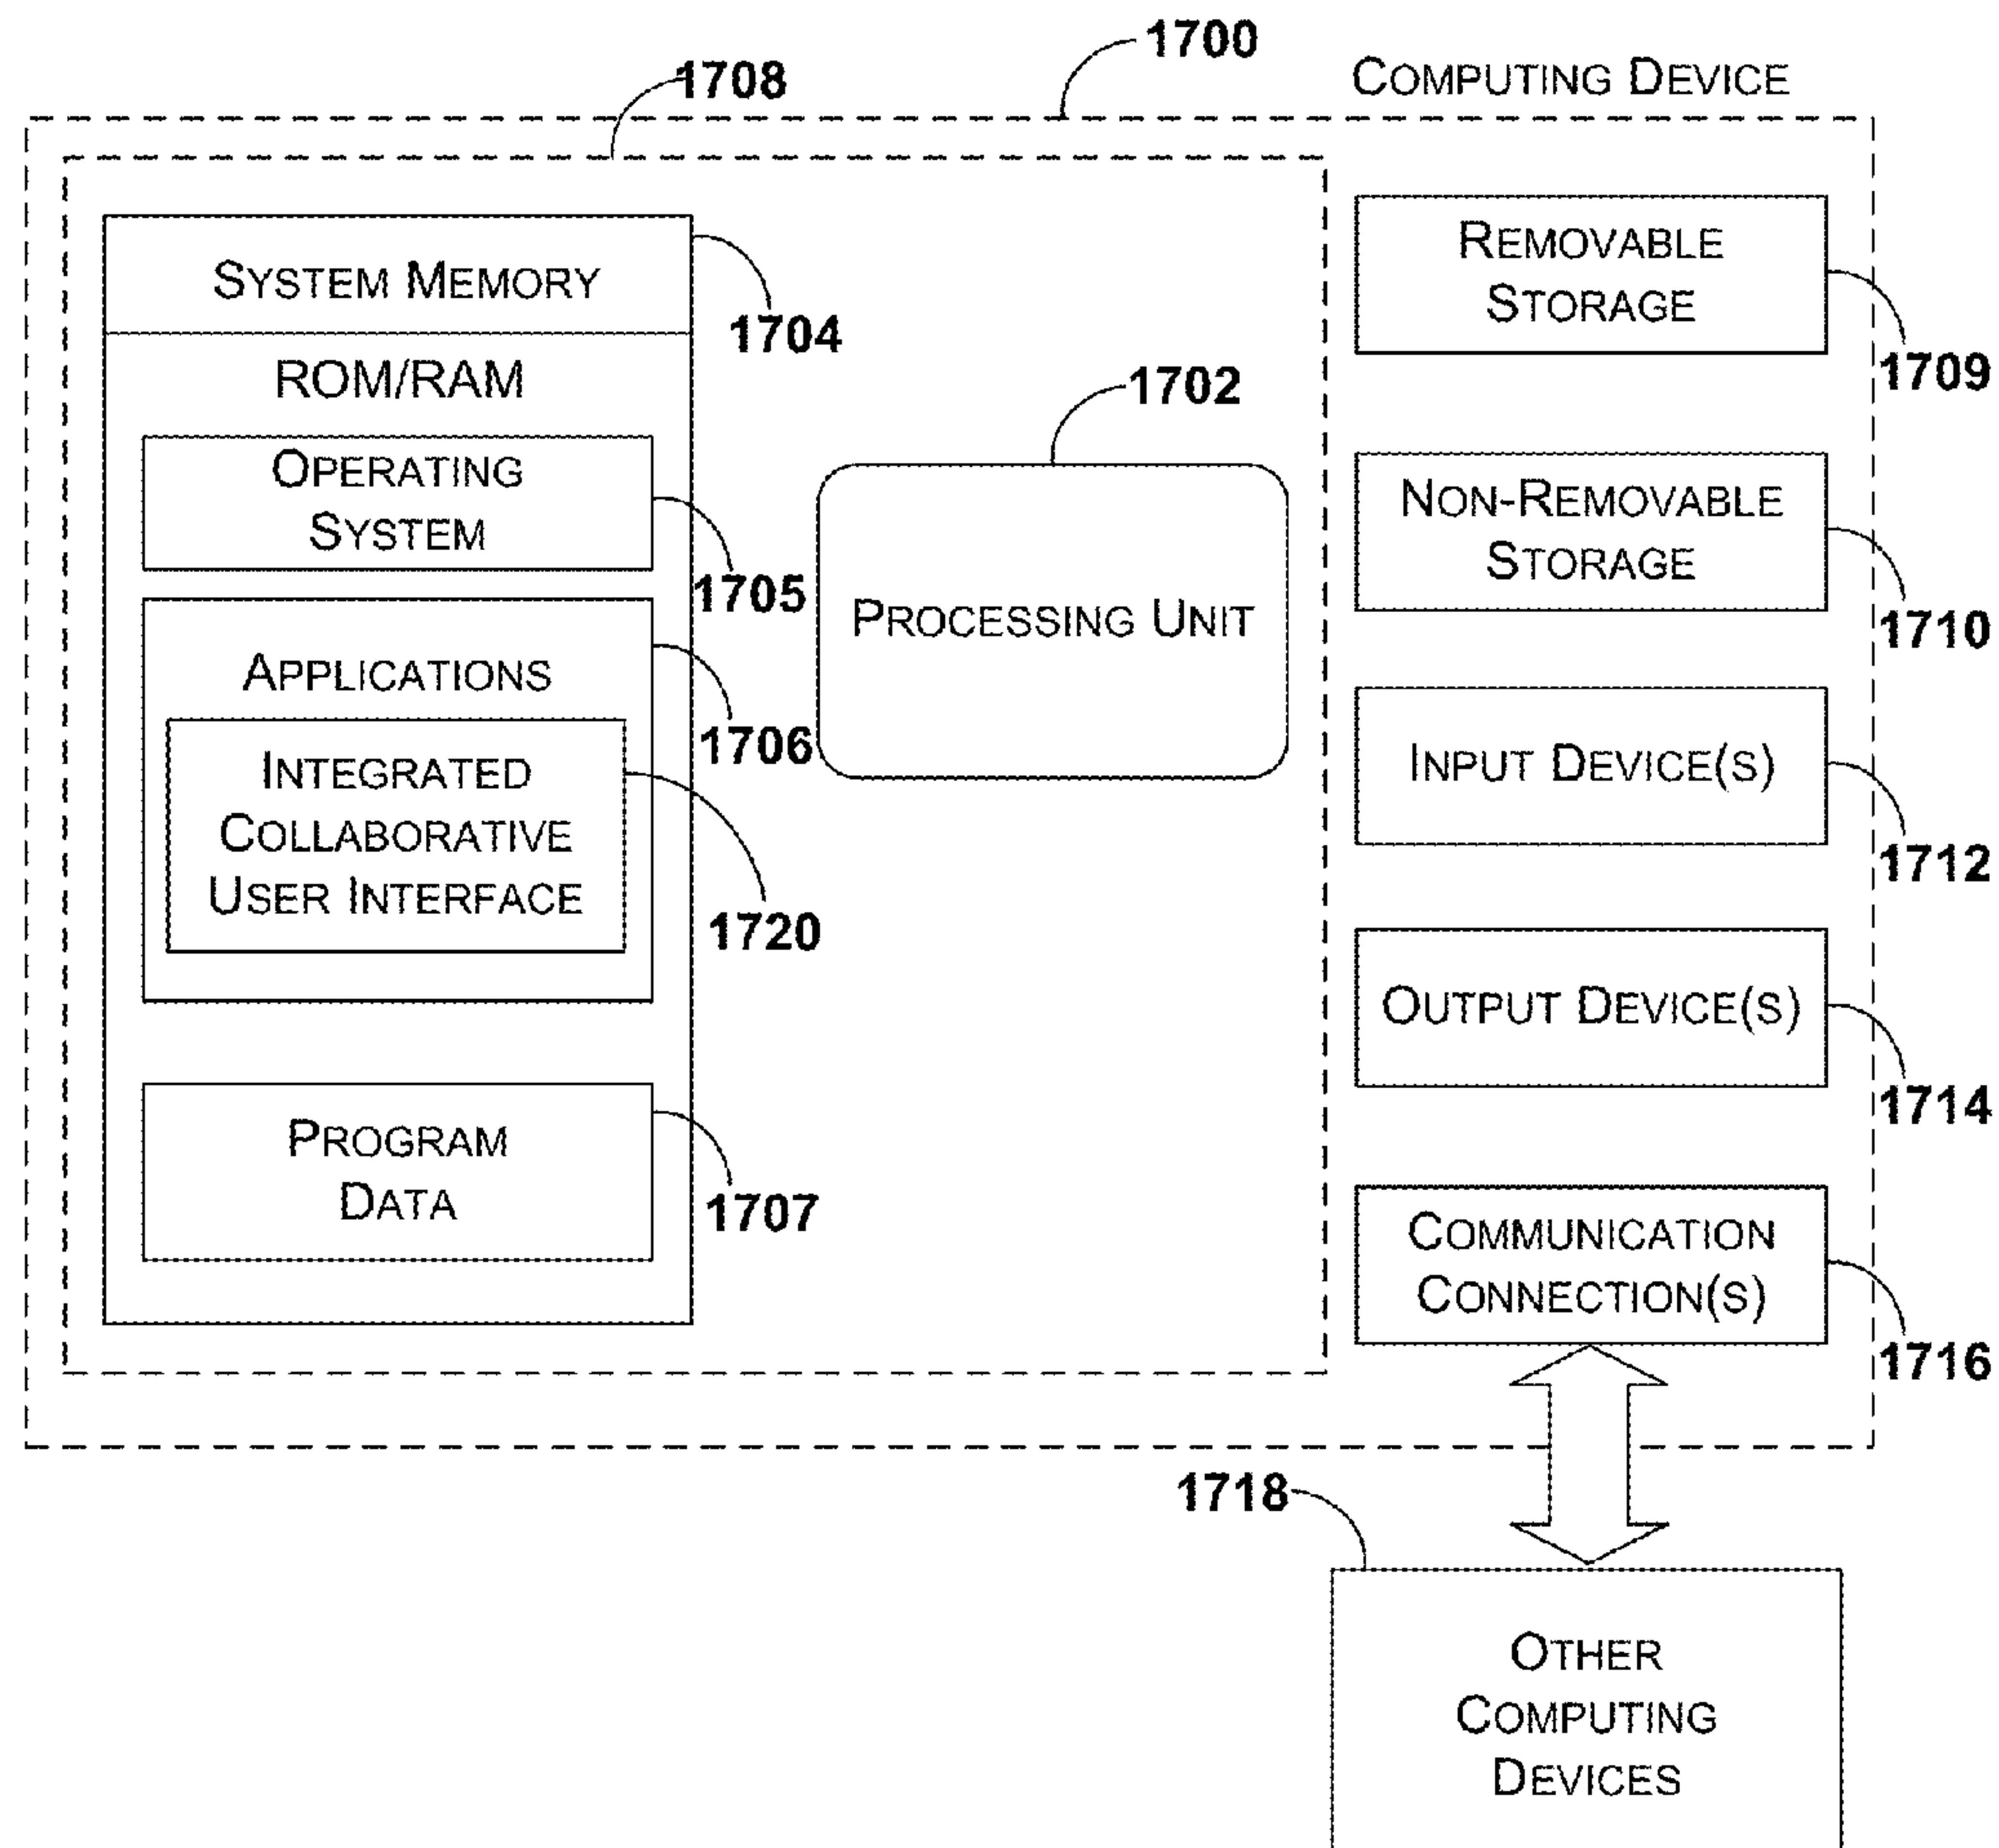 1700
1708
COMPUTING DEVICE
SYSTEM MEMORY
1704
ROM/RAM
OPERATING
SYSTEM
1705
APPLICATIONS
1706
INTEGRATED
COLLABORATIVE
USER INTERFACE
1720
PROGRAM
DATA
1707
1702
PROCESSING UNIT
REMOVABLE
STORAGE
1709
NON-REMOVABLE
STORAGE
1710
INPUT DEVICE(S)
1712
OUTPUT DEVICE(S)
1714
COMMUNICATION
CONNECTION(S)
1716
1718
OTHER
COMPUTING
DEVICES